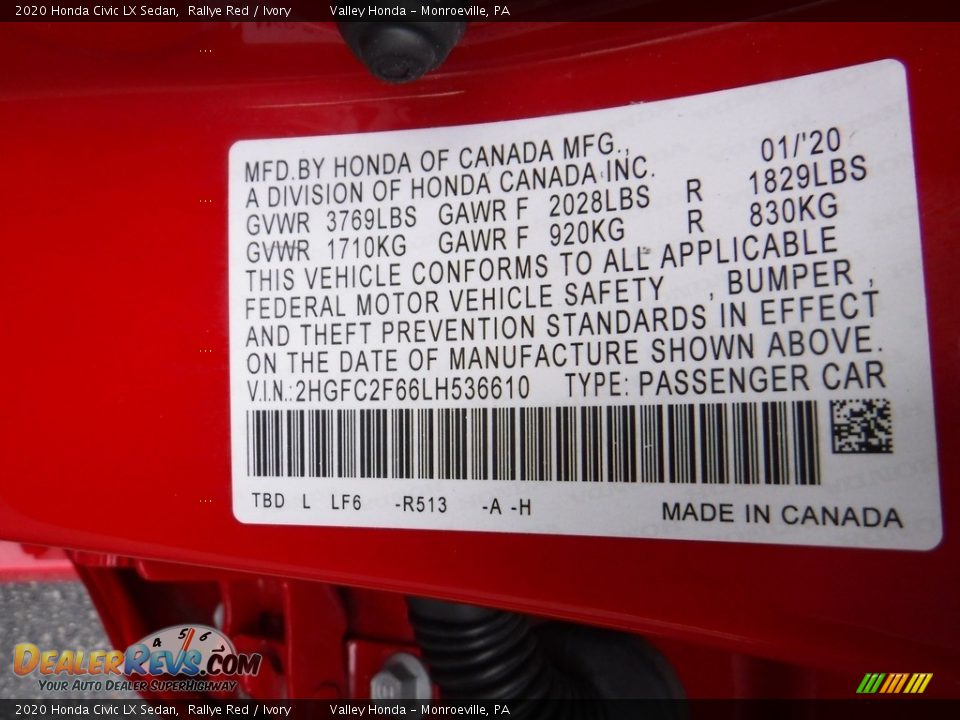 2020 Honda Civic LX Sedan, Rallye Red / Ivory Valley Honda - Monroeville, PA
MFD.BY HONDA OF CANADA MFG., 01/'20
A DIVISION OF HONDA CANADA INC.
GVWR 3769LBS GAWR F 2028LBS R 1829LBS
GVWR 1710KG GAWR F 920KG R 830KG
THIS VEHICLE CONFORMS TO ALL APPLICABLE
FEDERAL MOTOR VEHICLE SAFETY , BUMPER ,
AND THEFT PREVENTION STANDARDS IN EFFECT
ON THE DATE OF MANUFACTURE SHOWN ABOVE.
V.I.N.:2HGFC2F66LH536610 TYPE: PASSENGER CAR
TBD L LF6 -R513 -A -H MADE IN CANADA
4 5 6
DEALERREVS.COM
YOUR AUTO DEALER SUPERHIGHWAY
2020 Honda Civic LX Sedan, Rallye Red / Ivory Valley Honda - Monroeville, PA